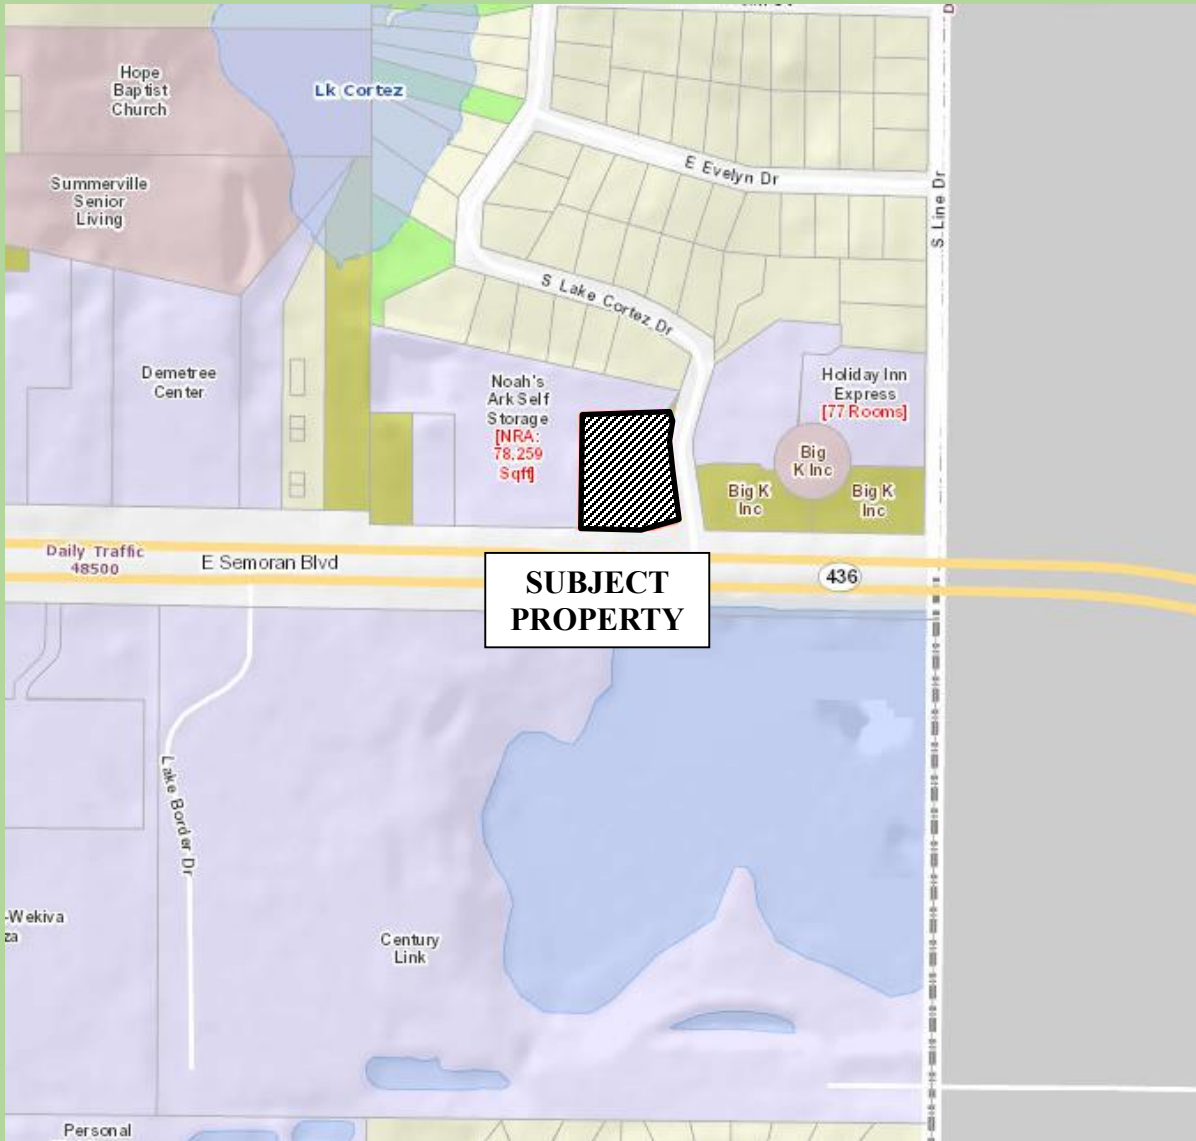 Hope
Baptist
Church
Lk Cortez
Summerville
Senior
Living
E Evelyn Dr
S. Line Dr
S Lake Cortez Dr
Demetree
Center
Noah's
Ark Self
Storage
[NRA:
78,259
Sqft]
Holiday Inn
Express
[77 Rooms]
Big
K Inc
Big K
Inc
Big K
Inc
Daily Traffic
48500
E Semoran Blvd
436
SUBJECT
PROPERTY
Lake Border Dr
-Wekiva
za
Century
Link
Personal